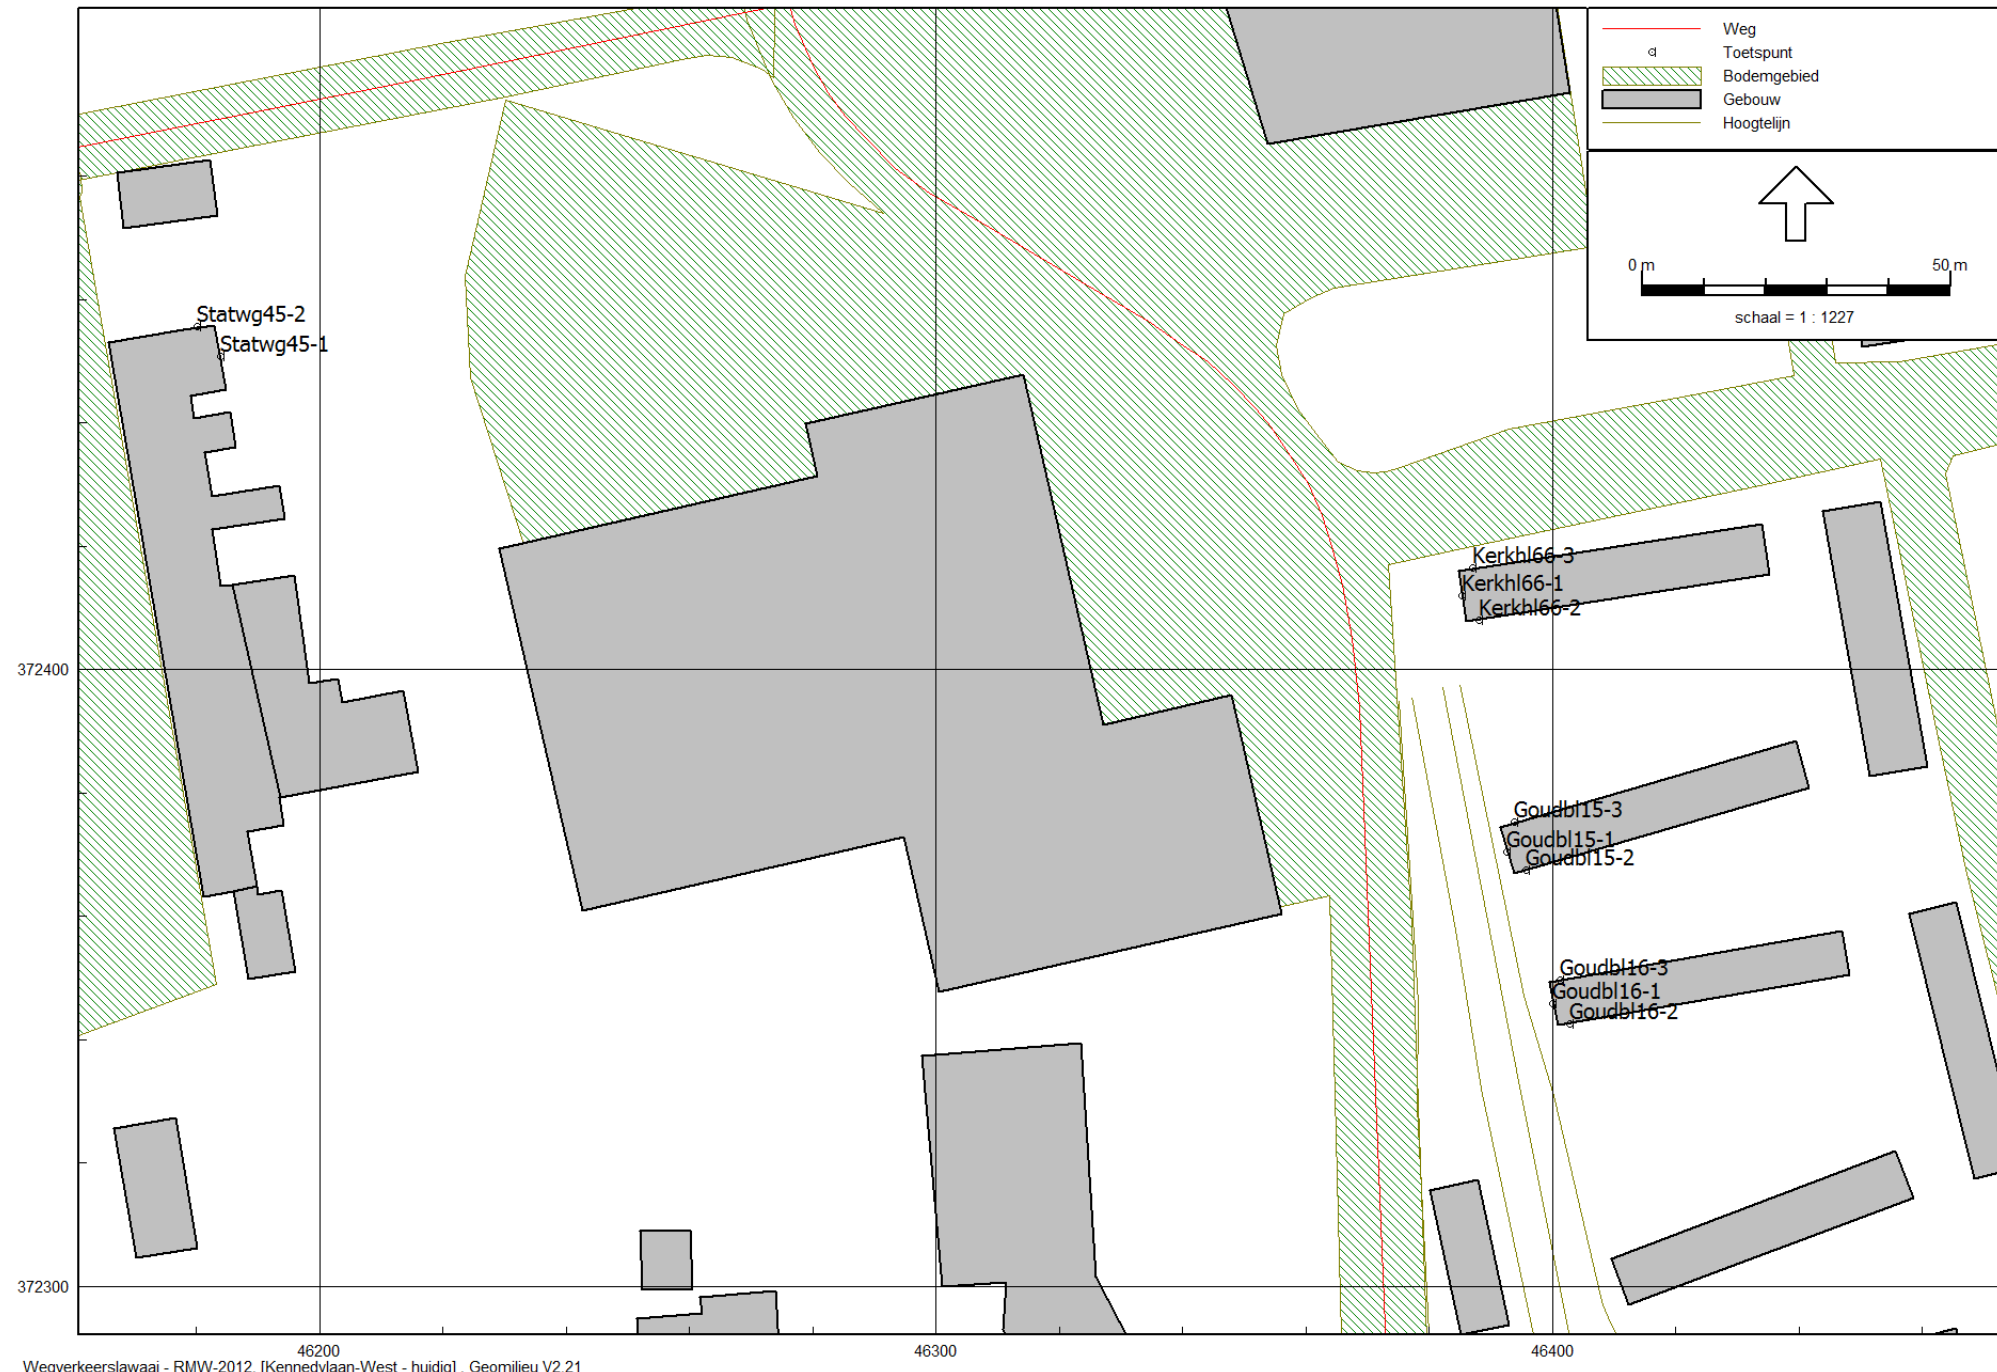 Weg
Toetspunt
Bodemgebied
Gebouw
Hoogtelijn
0 m 50 m
schaal = 1 : 1227
Statwg45-2
Statwg45-1
Kerkhl66-3
Kerkhl66-1
Kerkhl66-2
372400
Goudbl15-3
Goudbl15-1
Goudbl15-2
Goudbl16-3
Goudbl16-1
Goudbl16-2
372300
46200 46300 46400
Wegverkeerslawaai - RMW-2012, [Kennedylaan-West - huidig] , Geomilieu V2.21